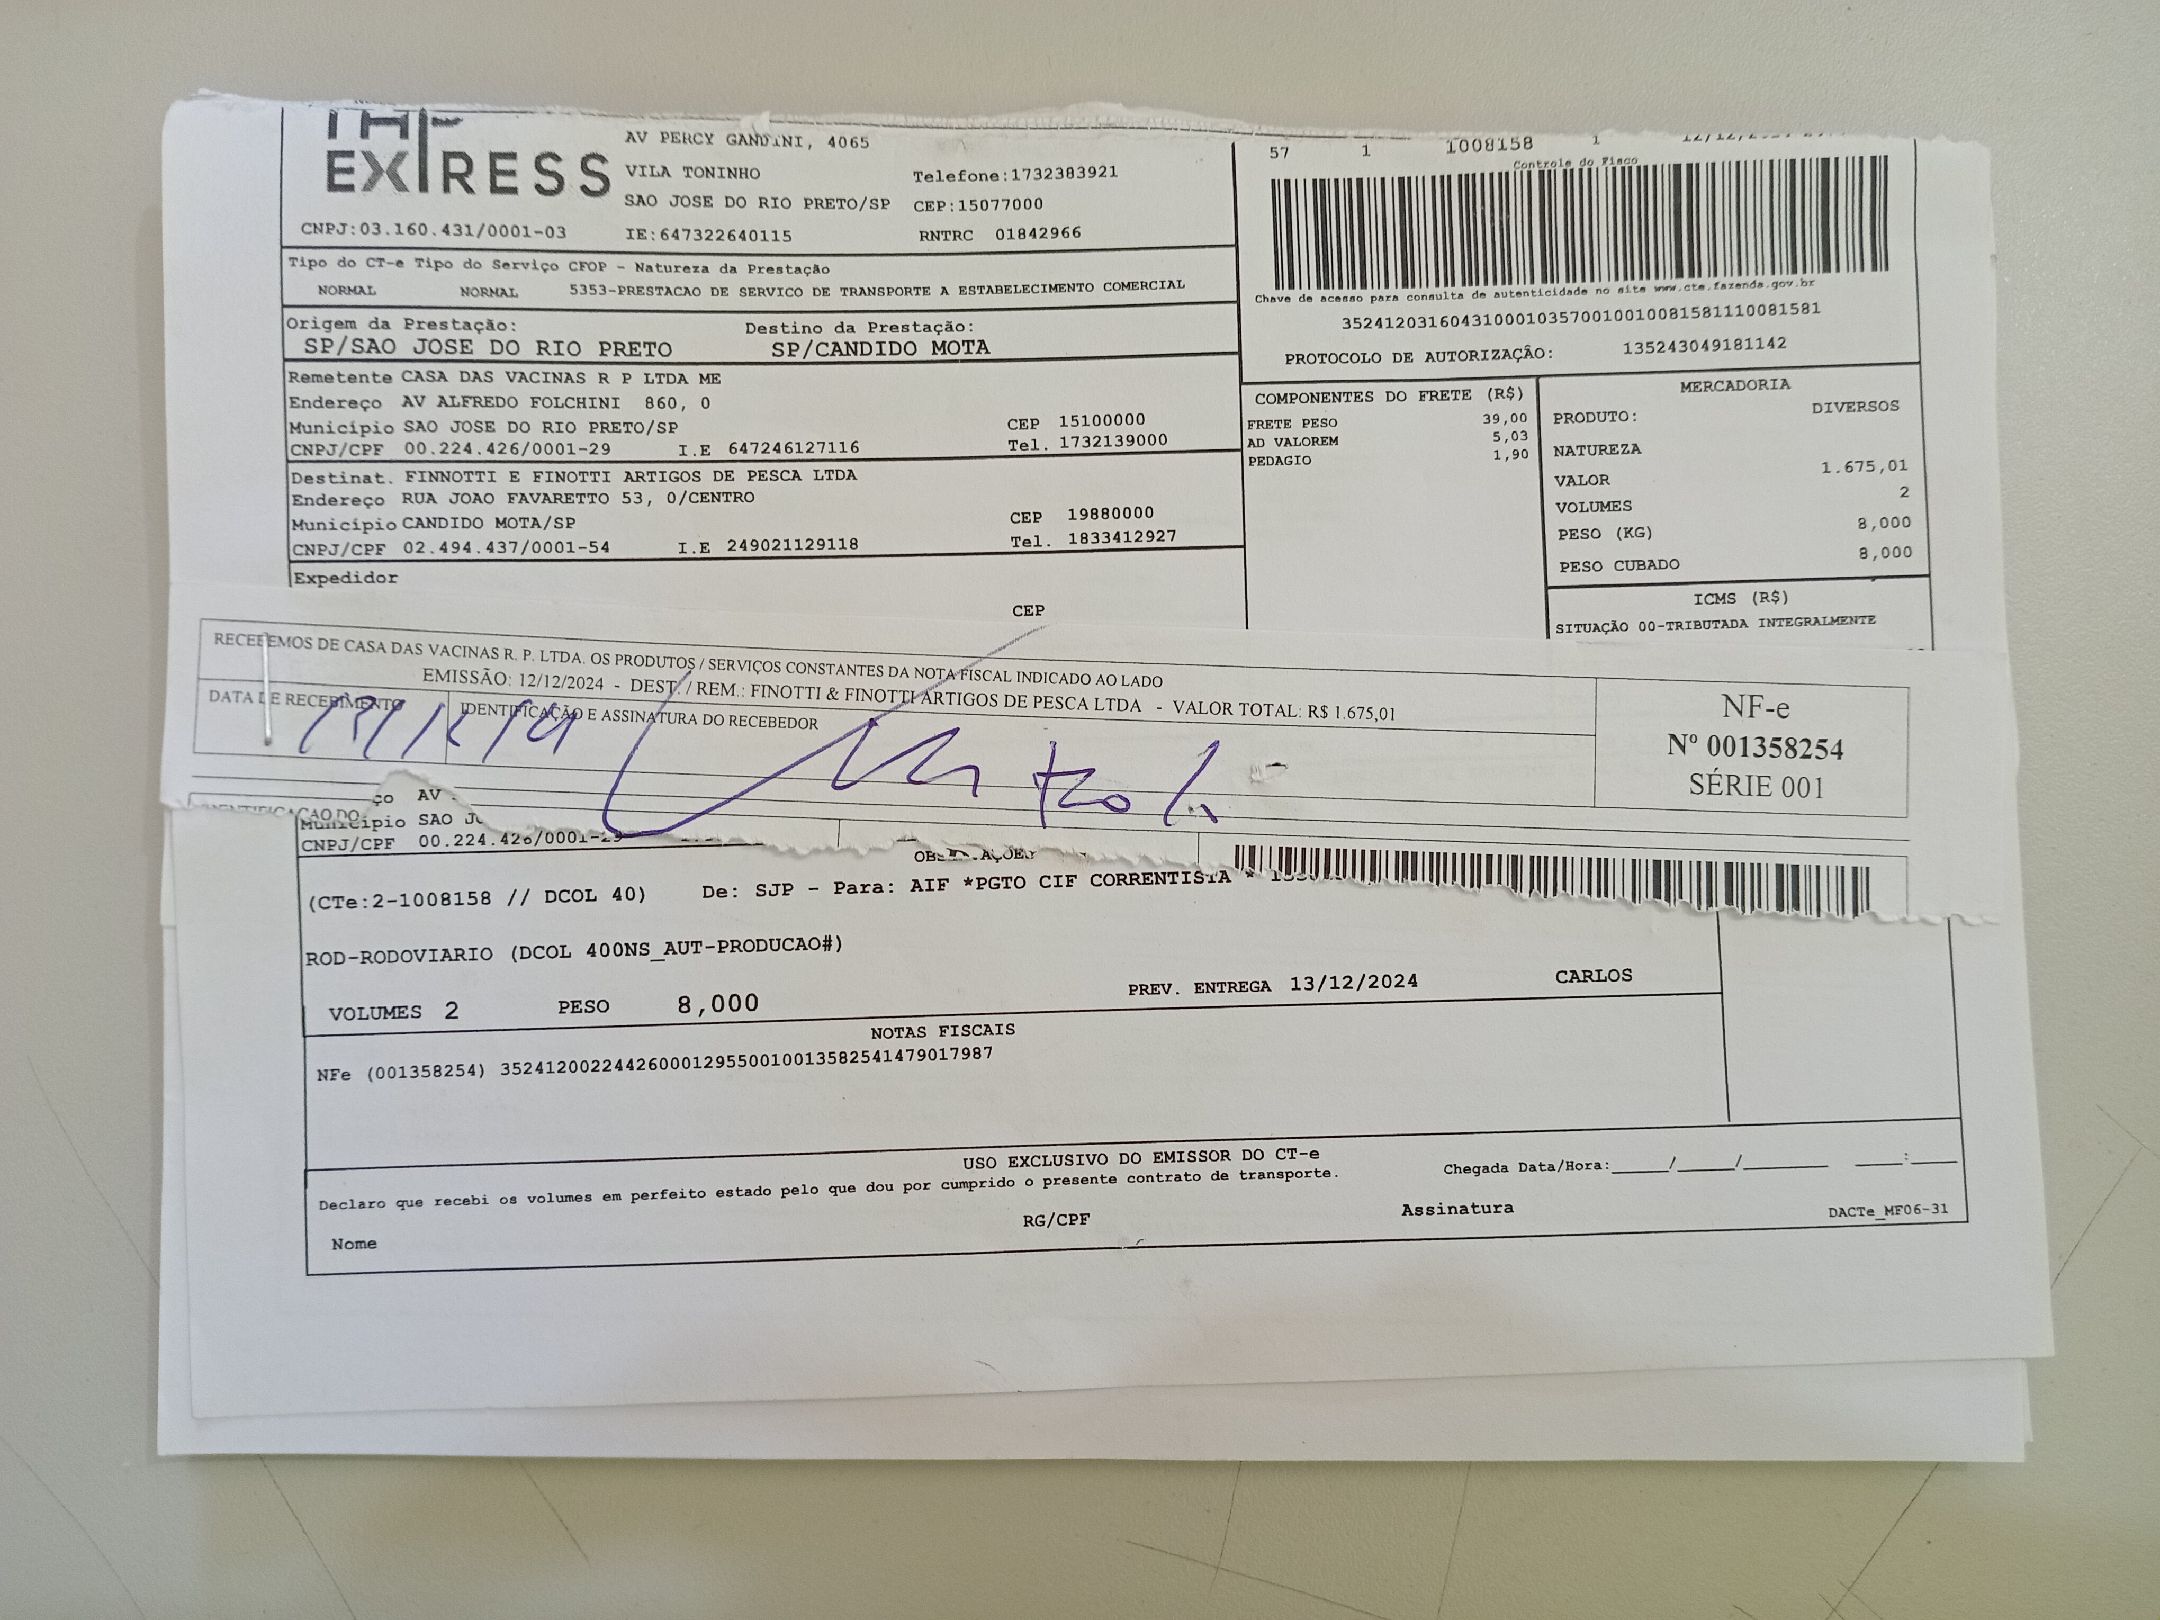 EXPRESS
AV PERCY GANDINI, 4065
VILA TONINHO Telefone:1732383921
SAO JOSE DO RIO PRETO/SP CEP:15077000
CNPJ:03.160.431/0001-03 IE:647322640115 RNTRC 01842966
Tipo do CT-e Tipo do Serviço CFOP - Natureza da Prestação
NORMAL NORMAL 5353-PRESTACAO DE SERVICO DE TRANSPORTE A ESTABELECIMENTO COMERCIAL
Origem da Prestação: Destino da Prestação:
SP/SAO JOSE DO RIO PRETO SP/CANDIDO MOTA
Remetente CASA DAS VACINAS R P LTDA ME
Endereço AV ALFREDO FOLCHINI 860, 0
Município SAO JOSE DO RIO PRETO/SP CEP 15100000
CNPJ/CPF 00.224.426/0001-29 I.E 647246127116 Tel. 1732139000
Destinat. FINNOTTI E FINOTTI ARTIGOS DE PESCA LTDA
Endereço RUA JOAO FAVARETTO 53, 0/CENTRO
Município CANDIDO MOTA/SP CEP 19880000
CNPJ/CPF 02.494.437/0001-54 I.E 249021129118 Tel. 1833412927
Expedidor
CEP
57 1 1008158 1
Controle do Fisco
Chave de acesso para consulta de autenticidade no site www.cte.fazenda.gov.br
35241203160431000103570010010081581110081581
PROTOCOLO DE AUTORIZAÇÃO: 135243049181142
COMPONENTES DO FRETE (R$)
FRETE PESO 39,00
AD VALOREM 5,03
PEDAGIO 1,90
MERCADORIA
PRODUTO: DIVERSOS
NATUREZA
VALOR 1.675,01
VOLUMES 2
PESO (KG) 8,000
PESO CUBADO 8,000
ICMS (R$)
SITUAÇÃO 00-TRIBUTADA INTEGRALMENTE
RECEBEMOS DE CASA DAS VACINAS R. P. LTDA. OS PRODUTOS / SERVIÇOS CONSTANTES DA NOTA FISCAL INDICADO AO LADO
EMISSÃO: 12/12/2024 - DEST. / REM.: FINOTTI & FINOTTI ARTIGOS DE PESCA LTDA - VALOR TOTAL: R$ 1.675,01
DATA DE RECEBIMENTO IDENTIFICAÇÃO E ASSINATURA DO RECEBEDOR
NF-e
Nº 001358254
SÉRIE 001
ço AV
Município SAO J
CNPJ/CPF 00.224.426/0001-29
(CTe:2-1008158 // DCOL 40) De: SJP - Para: AIF *PGTO CIF CORRENTISTA *
ROD-RODOVIARIO (DCOL 400NS_AUT-PRODUCAO#)
VOLUMES 2 PESO 8,000 PREV. ENTREGA 13/12/2024 CARLOS
NOTAS FISCAIS
NFe (001358254) 35241200224426000129550010013582541479017987
USO EXCLUSIVO DO EMISSOR DO CT-e
Declaro que recebi os volumes em perfeito estado pelo que dou por cumprido o presente contrato de transporte. Chegada Data/Hora:____/____/______ ____:____
Nome RG/CPF Assinatura DACTe_MF06-31